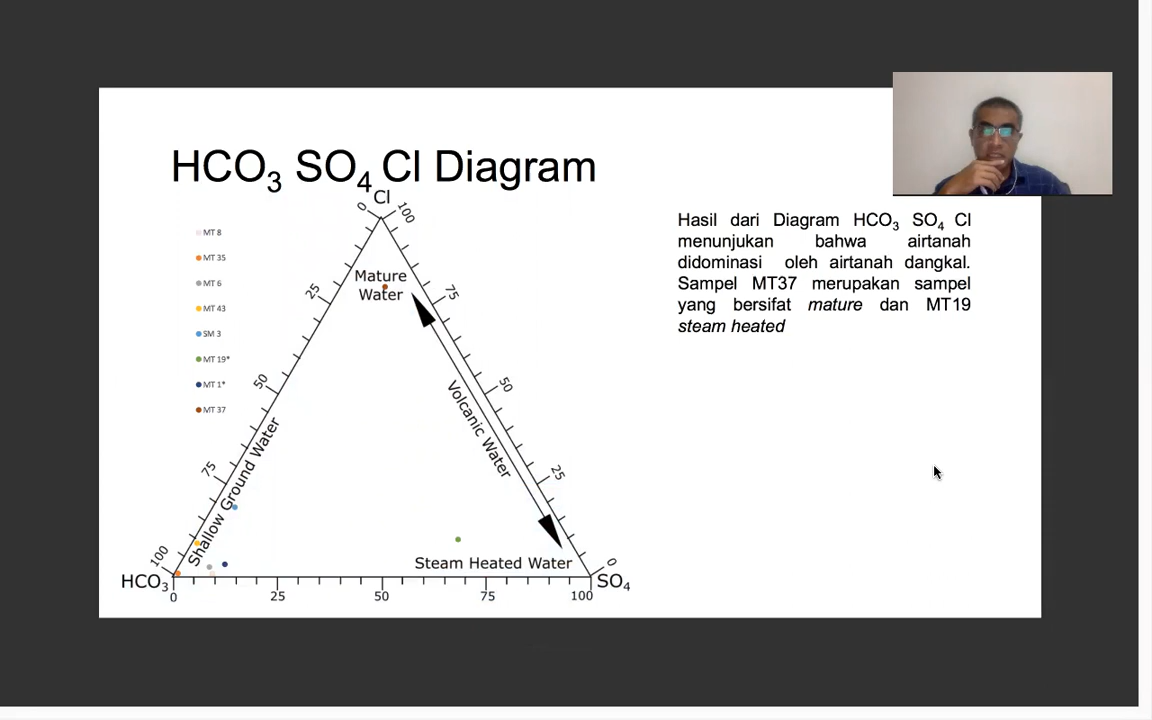 HCO3 SO4 Cl Diagram
Cl
0
100
MT 8
MT 35
MT 6
MT 43
SM 3
MT 19*
MT 1*
MT 37
Mature
Water
25
75
50
50
75
25
100
0
Shallow Ground Water
Volcanic Water
Steam Heated Water
HCO3
SO4
0
25
50
75
100
Hasil dari Diagram HCO3 SO4 Cl
menunjukan bahwa airtanah
didominasi oleh airtanah dangkal.
Sampel MT37 merupakan sampel
yang bersifat mature dan MT19
steam heated